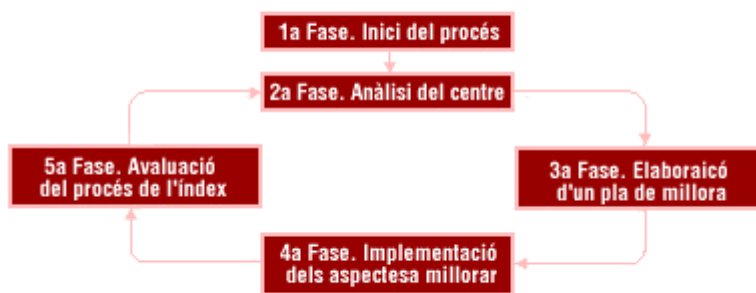 1a Fase. Inici del procés
2a Fase. Anàlisi del centre
5a Fase. Avaluació
del procés de l'índex
3a Fase. Elaboraicó
d'un pla de millora
4a Fase. Implementació
dels aspectesa millorar